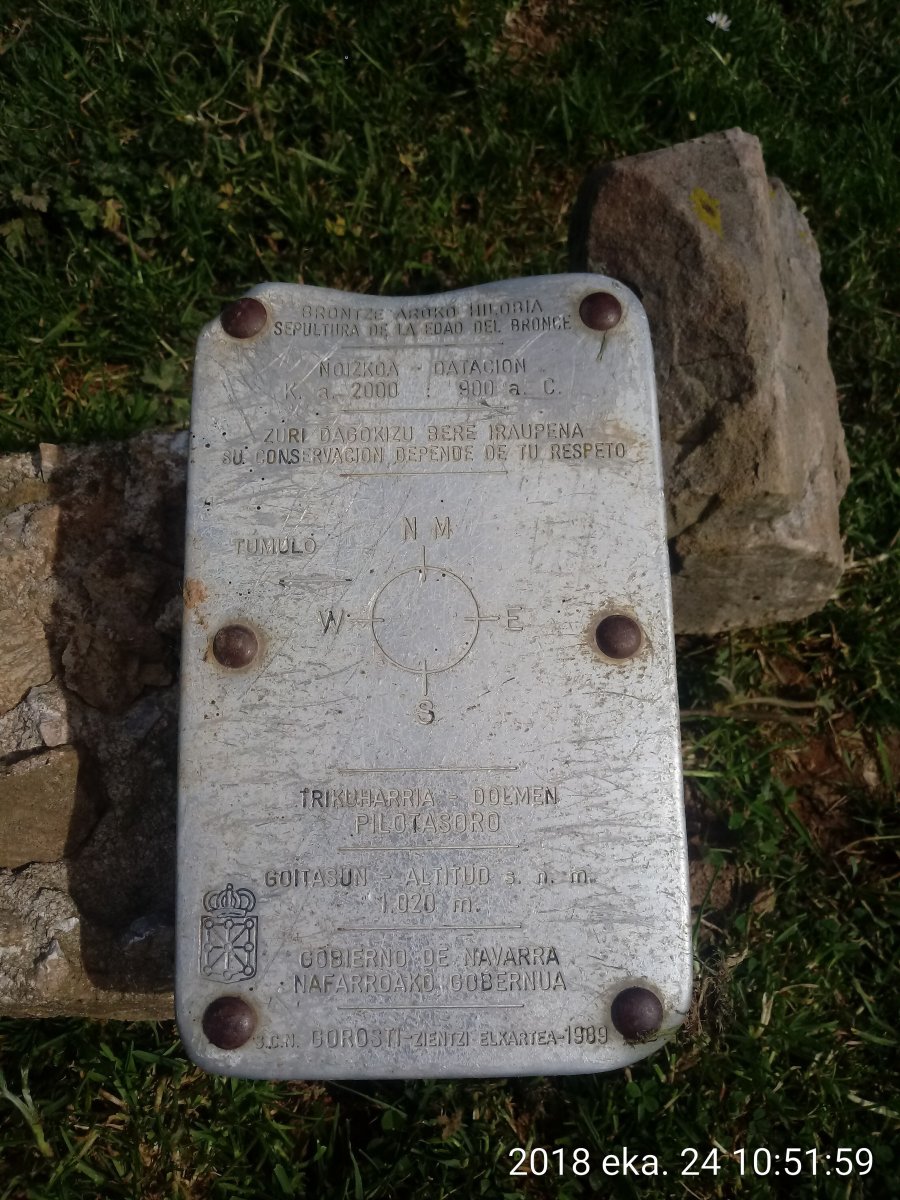 BRONTZE AROKO HILOBIA
SEPULTURA DE LA EDAD DEL BRONCE
NOIZKOA - DATACION
K. a. 2000 : 900 a. C.
ZURI DAGOKIZU BERE IRAUPENA
SU CONSERVACION DEPENDE DE TU RESPETO
N M
TUMULO
W E
S
TRIKUHARRIA - DOLMEN
PILOTASORO
GOITASUN - ALTITUD s. n. m.
1.020 m.
GOBIERNO DE NAVARRA
NAFARROAKO GOBERNUA
S.C.N. GOROSTI-ZIENTZI ELKARTEA-1989
2018 eka. 24 10:51:59